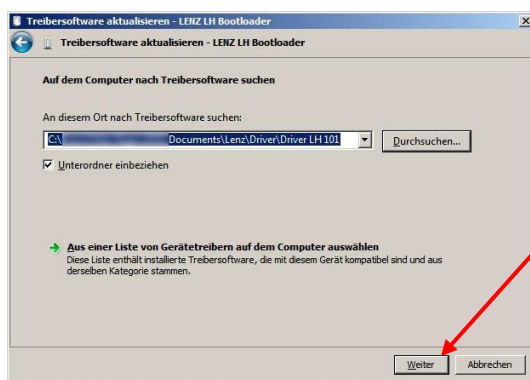 Treibersoftware aktualisieren - LENZ LH Bootloader
Treibersoftware aktualisieren - LENZ LH Bootloader
Auf dem Computer nach Treibersoftware suchen
An diesem Ort nach Treibersoftware suchen:
C:\ Documents\Lenz\Driver\Driver LH 101
Durchsuchen...
Unterordner einbeziehen
Aus einer Liste von Gerätetreibern auf dem Computer auswählen
Diese Liste enthält installierte Treibersoftware, die mit diesem Gerät kompatibel sind und aus
derselben Kategorie stammen.
Weiter Abbrechen